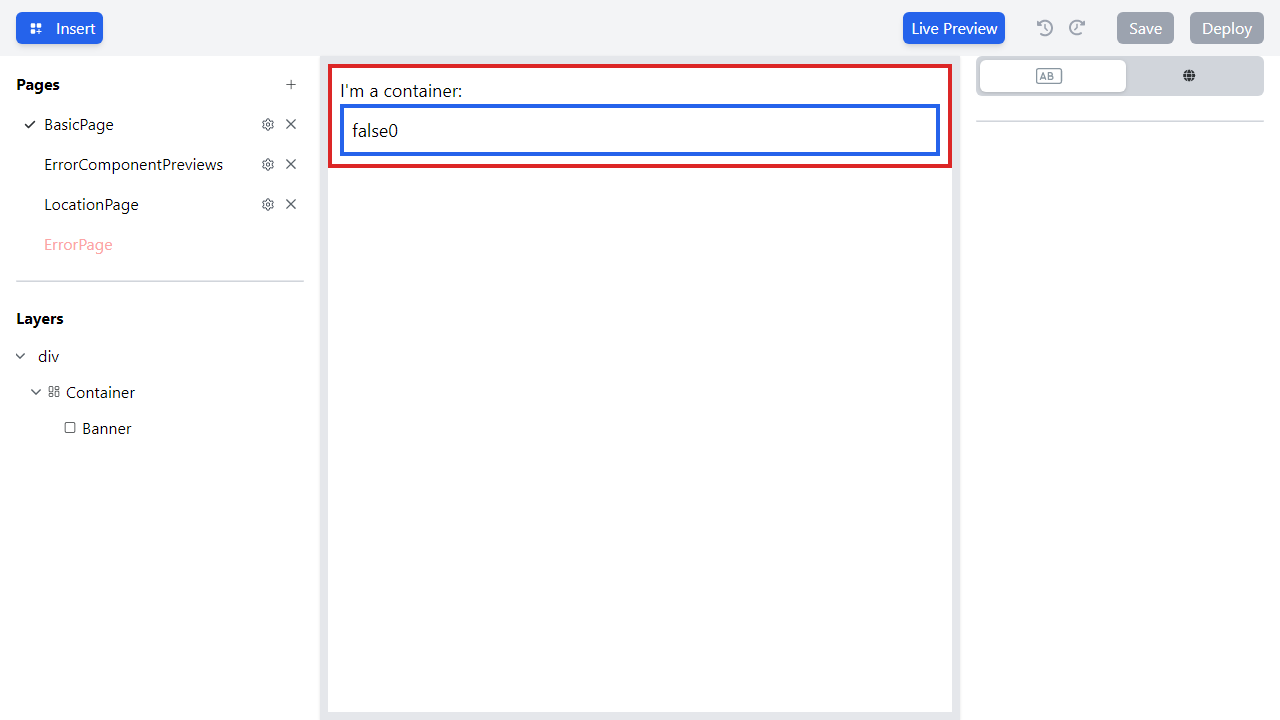 Insert
Live Preview
Save
Deploy
Pages
BasicPage
ErrorComponentPreviews
LocationPage
ErrorPage
Layers
div
Container
Banner
I'm a container:
false0
AB